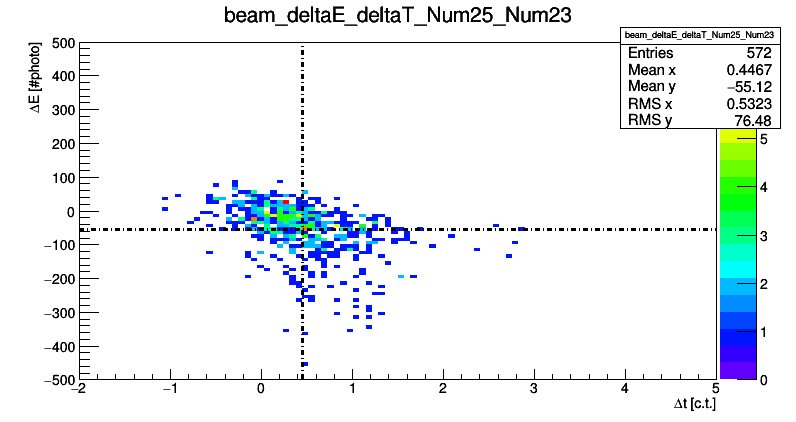 beam_deltaE_deltaT_Num25_Num23
beam_deltaE_deltaT_Num25_Num23
Entries 572
Mean x 0.4467
Mean y −55.12
RMS x 0.5323
RMS y 76.48
ΔE [#photo]
500
400
300
200
100
0
−100
−200
−300
−400
−500
−2 −1 0 1 2 3 4 5
Δt [c.t.]
5
4
3
2
1
0